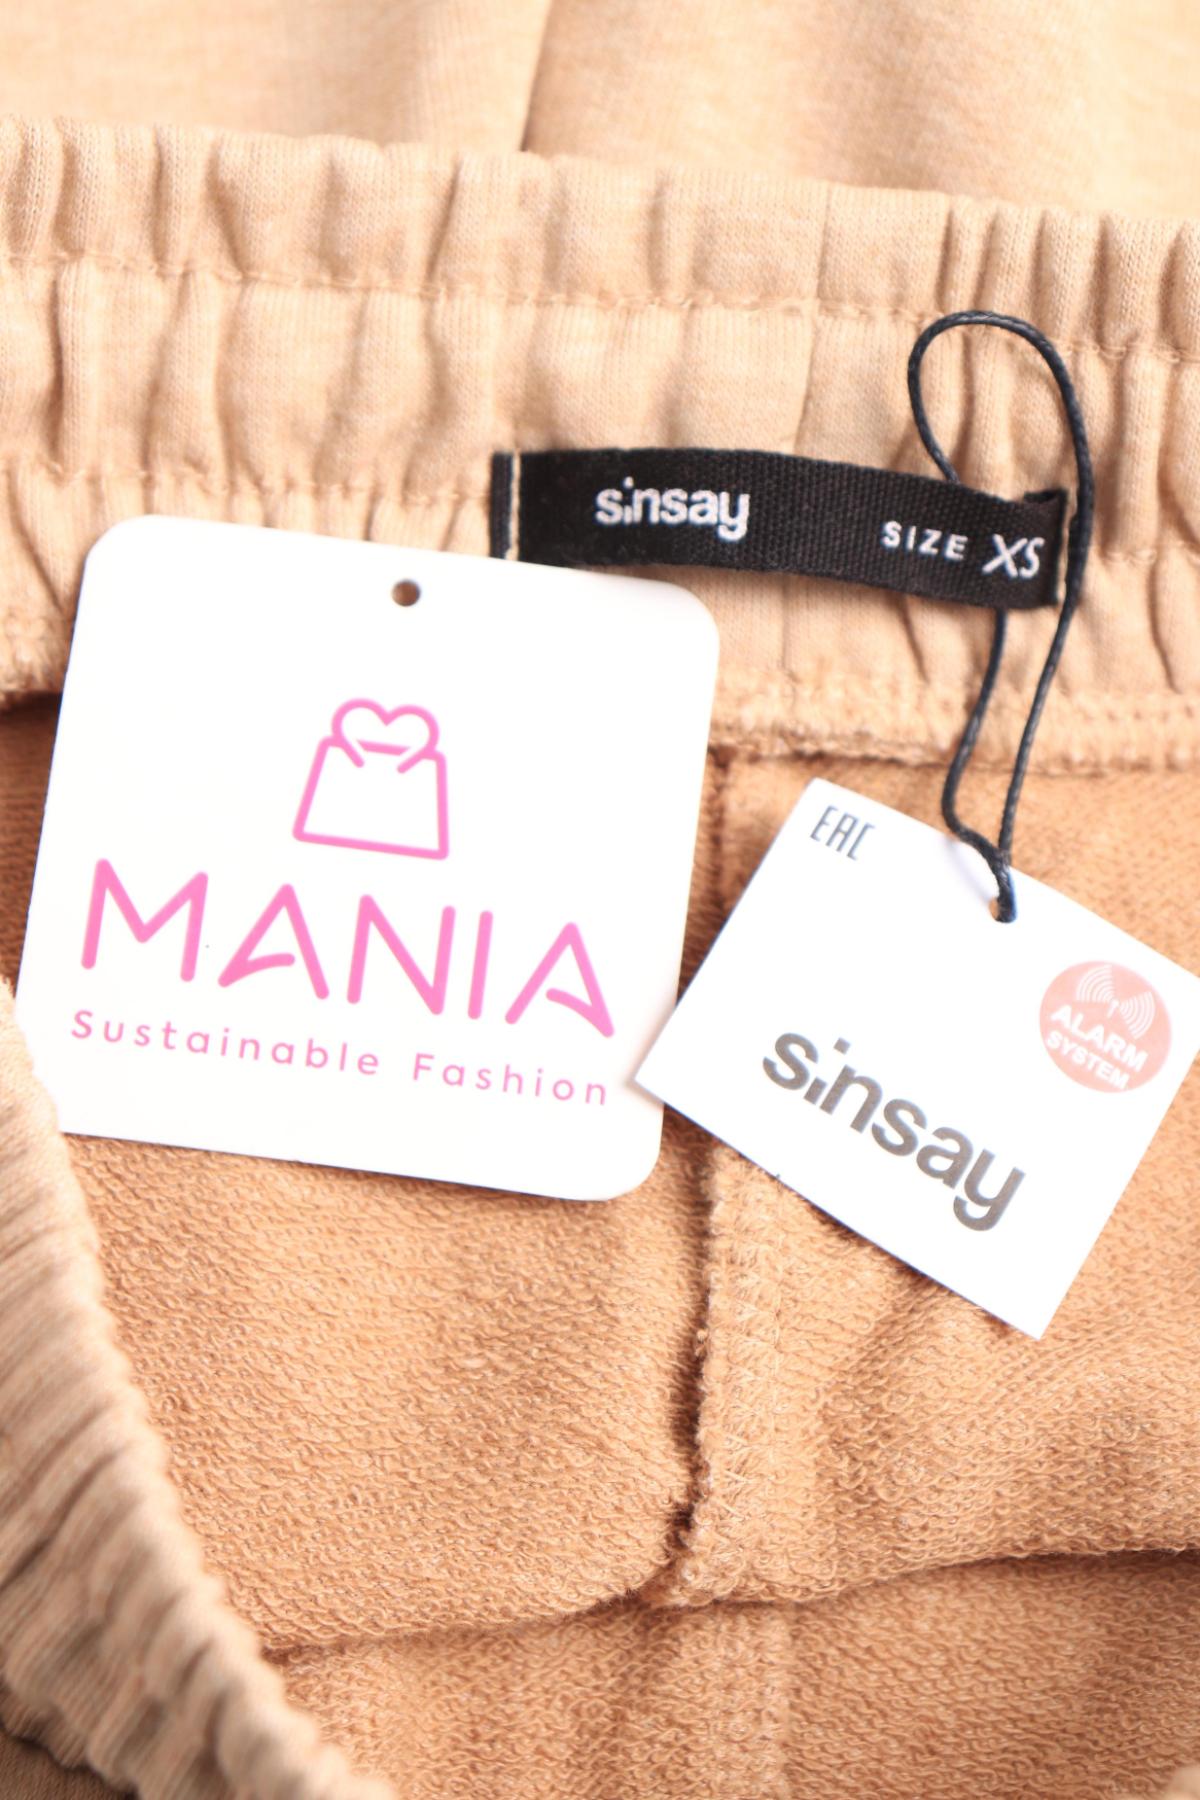 sinsay
SIZE XS
MANIA
Sustainable Fashion
EAC
ALARM
SYSTEM
sinsay